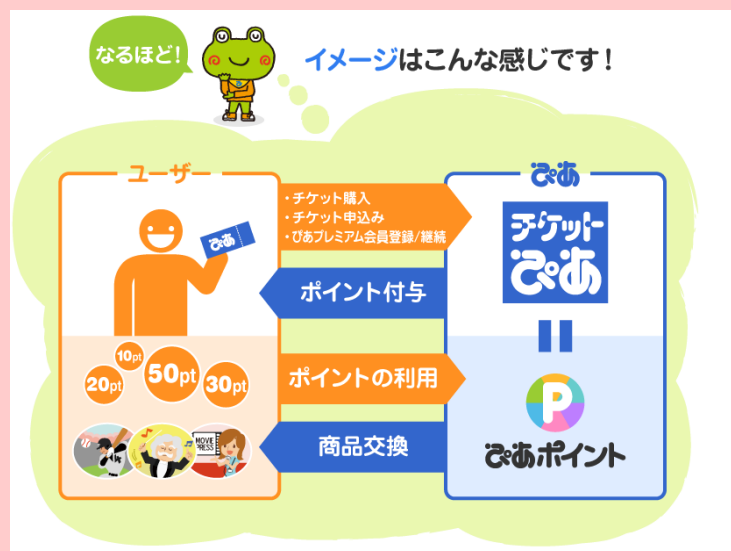 なるほど!
イメージはこんな感じです!
ユーザー
ぴあ
・チケット購入
・チケット申込み
・ぴあプレミアム会員登録/継続
ぴあ
チケット
ぴあ
ポイント付与
10pt
20pt
50pt
30pt
ポイントの利用
P
MOVIE
PRESS
商品交換
ぴあポイント